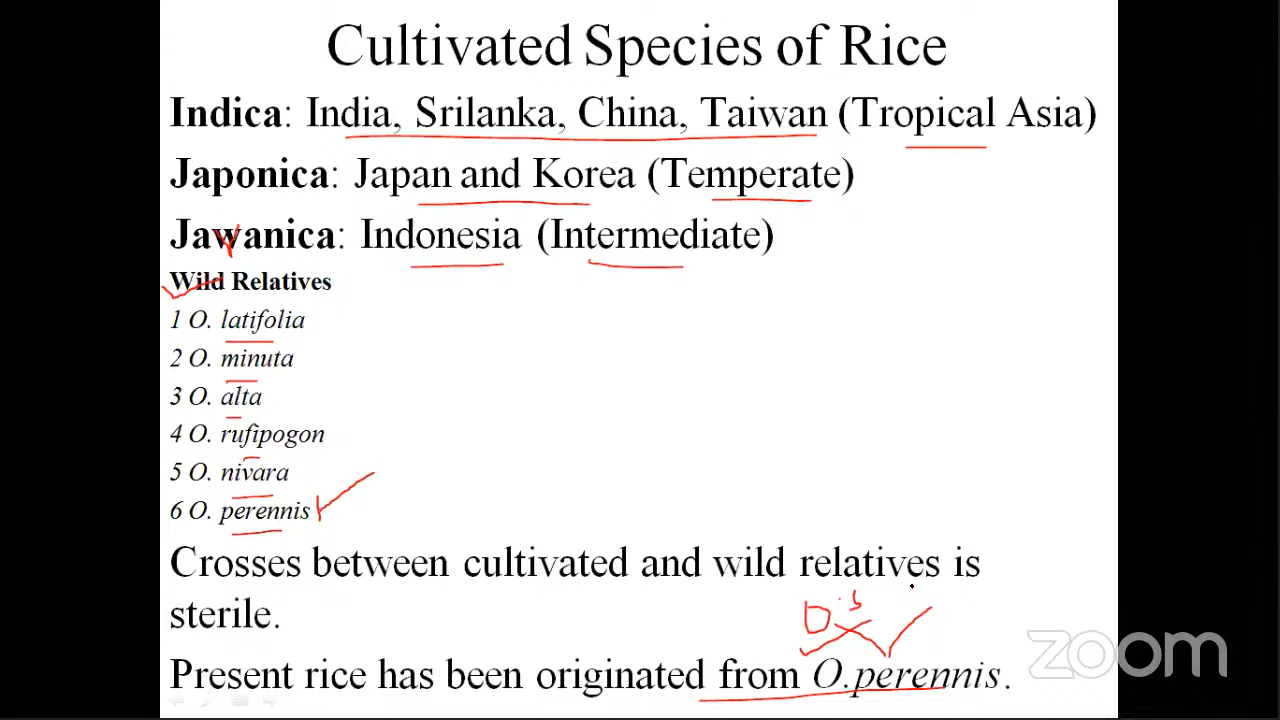 Cultivated Species of Rice
Indica: India, Srilanka, China, Taiwan (Tropical Asia)
Japonica: Japan and Korea (Temperate)
Jawanica: Indonesia (Intermediate)
Wild Relatives
1 O. latifolia
2 O. minuta
3 O. alta
4 O. rufipogon
5 O. nivara
6 O. perennis
Crosses between cultivated and wild relatives is
sterile.
Present rice has been originated from O.perennis.
zoom